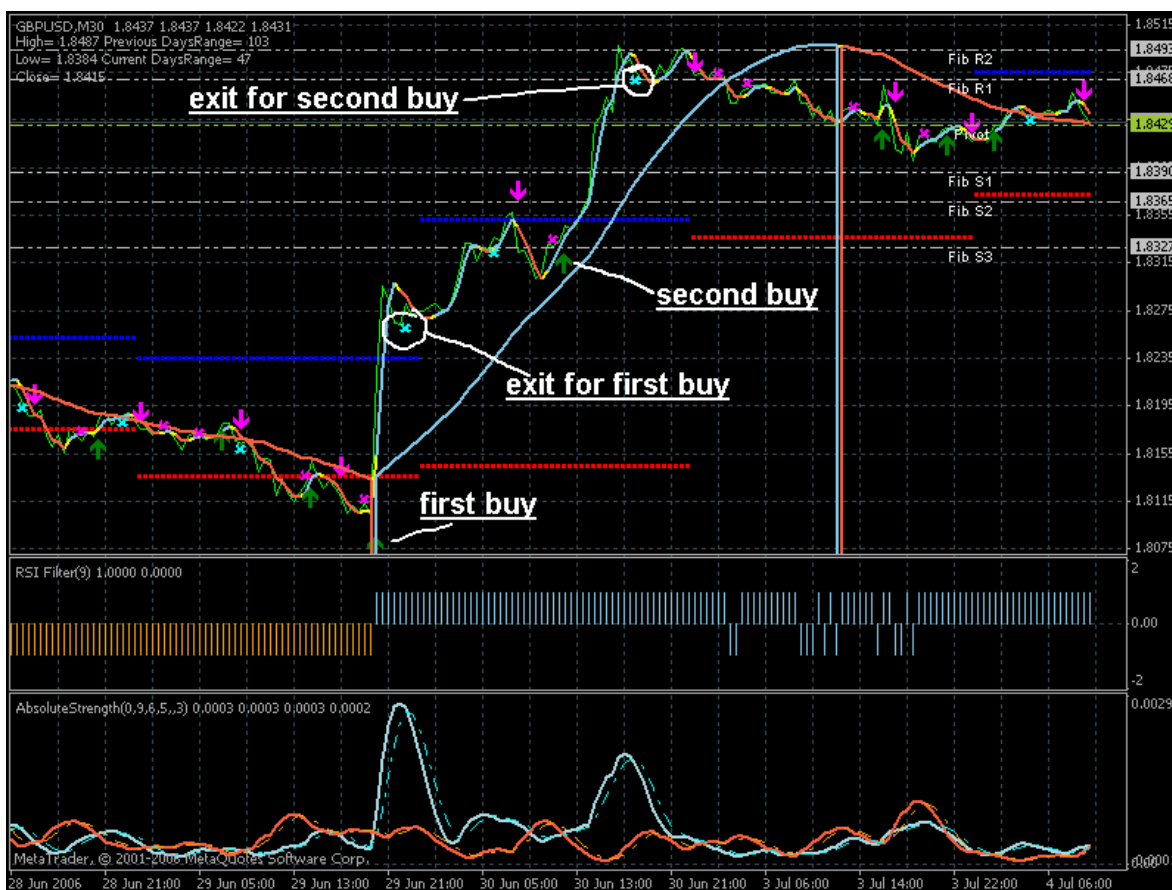 GBPUSD,M30 1.8437 1.8437 1.8422 1.8431
High= 1.8487 Previous DaysRange= 103
Low= 1.8384 Current DaysRange= 47
Close= 1.8415
1.8515
1.8493
Fib R2
1.8468
Fib R1
exit for second buy
1.8429
Pivot
1.8390
Fib S1
1.8365
Fib S2
1.8355
1.8327
Fib S3
1.8315
second buy
1.8275
1.8235
exit for first buy
1.8195
1.8155
first buy
1.8115
1.8075
RSI Filter(9) 1.0000 0.0000
2
0.00
-2
AbsoluteStrength(0,9,6,5,,3) 0.0003 0.0003 0.0003 0.0002
0.0029
MetaTrader, © 2001-2006 MetaQuotes Software Corp.
28 Jun 2006 28 Jun 21:00 29 Jun 05:00 29 Jun 13:00 29 Jun 21:00 30 Jun 05:00 30 Jun 13:00 30 Jun 21:00 3 Jul 06:00 3 Jul 14:00 3 Jul 22:00 4 Jul 06:00